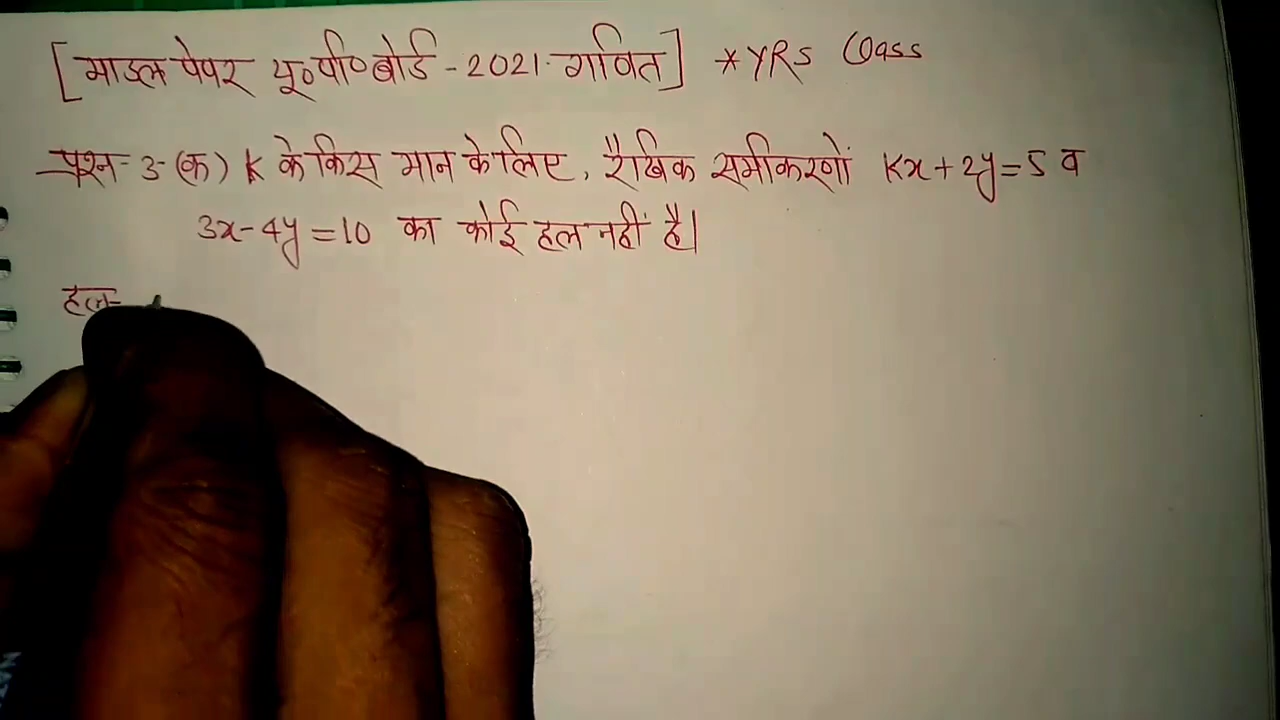 [माडल पेपर यू०पी०बोर्ड - 2021. गणित] *YRS Class
प्रश्न- 3- (क) K के किस मान के लिए, रैखिक समीकरणों Kx + 2y = 5 व
3x - 4y = 10 का कोई हल नहीं है।
हल-